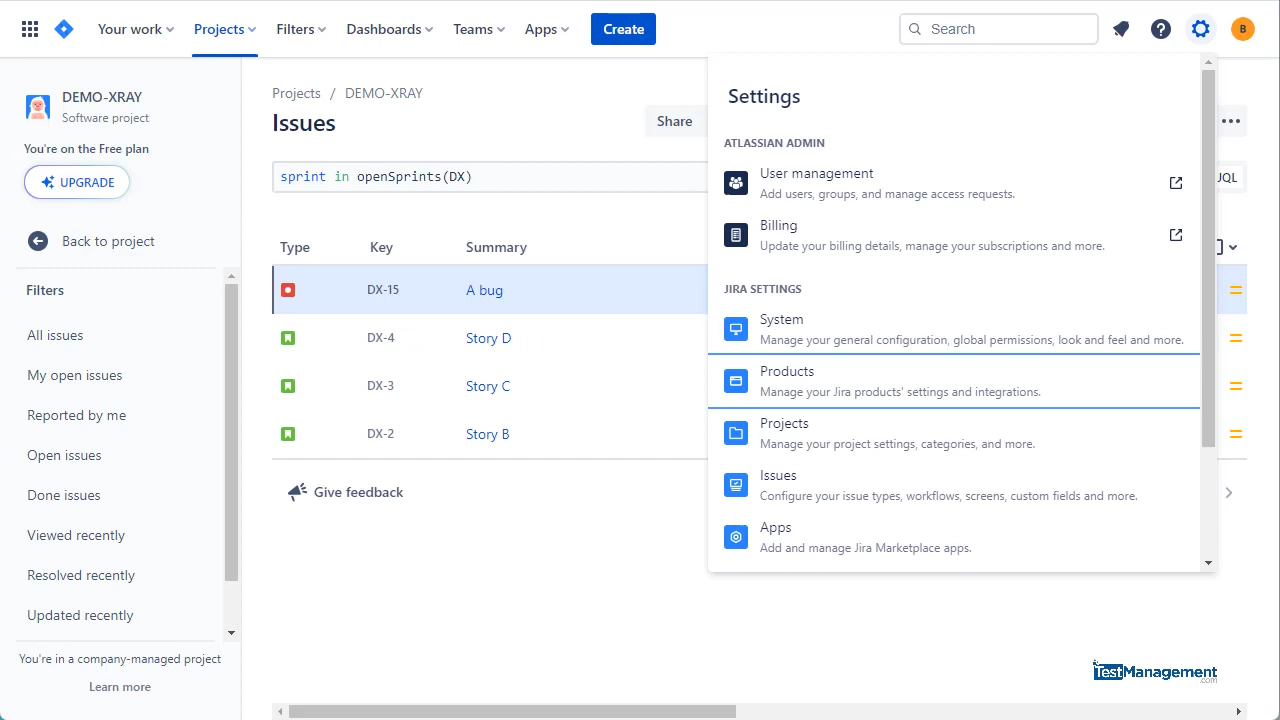 Your work
Projects
Filters
Dashboards
Teams
Apps
Create
Search
B
DEMO-XRAY
Software project
You're on the Free plan
UPGRADE
Back to project
Filters
All issues
My open issues
Reported by me
Open issues
Done issues
Viewed recently
Resolved recently
Updated recently
You're in a company-managed project
Learn more
Projects / DEMO-XRAY
Issues
Share
sprint in openSprints(DX)
JQL
Type Key Summary
DX-15 A bug
DX-4 Story D
DX-3 Story C
DX-2 Story B
Give feedback
Settings
ATLASSIAN ADMIN
User management
Add users, groups, and manage access requests.
Billing
Update your billing details, manage your subscriptions and more.
JIRA SETTINGS
System
Manage your general configuration, global permissions, look and feel and more.
Products
Manage your Jira products' settings and integrations.
Projects
Manage your project settings, categories, and more.
Issues
Configure your issue types, workflows, screens, custom fields and more.
Apps
Add and manage Jira Marketplace apps.
TestManagement
.com